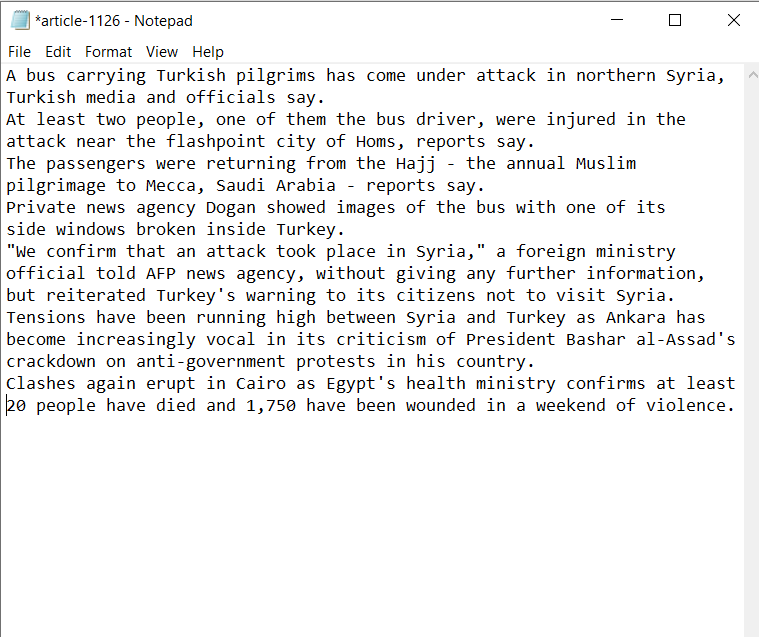 *article-1126 - Notepad
File Edit Format View Help
A bus carrying Turkish pilgrims has come under attack in northern Syria,
Turkish media and officials say.
At least two people, one of them the bus driver, were injured in the
attack near the flashpoint city of Homs, reports say.
The passengers were returning from the Hajj - the annual Muslim
pilgrimage to Mecca, Saudi Arabia - reports say.
Private news agency Dogan showed images of the bus with one of its
side windows broken inside Turkey.
"We confirm that an attack took place in Syria," a foreign ministry
official told AFP news agency, without giving any further information,
but reiterated Turkey's warning to its citizens not to visit Syria.
Tensions have been running high between Syria and Turkey as Ankara has
become increasingly vocal in its criticism of President Bashar al-Assad's
crackdown on anti-government protests in his country.
Clashes again erupt in Cairo as Egypt's health ministry confirms at least
20 people have died and 1,750 have been wounded in a weekend of violence.